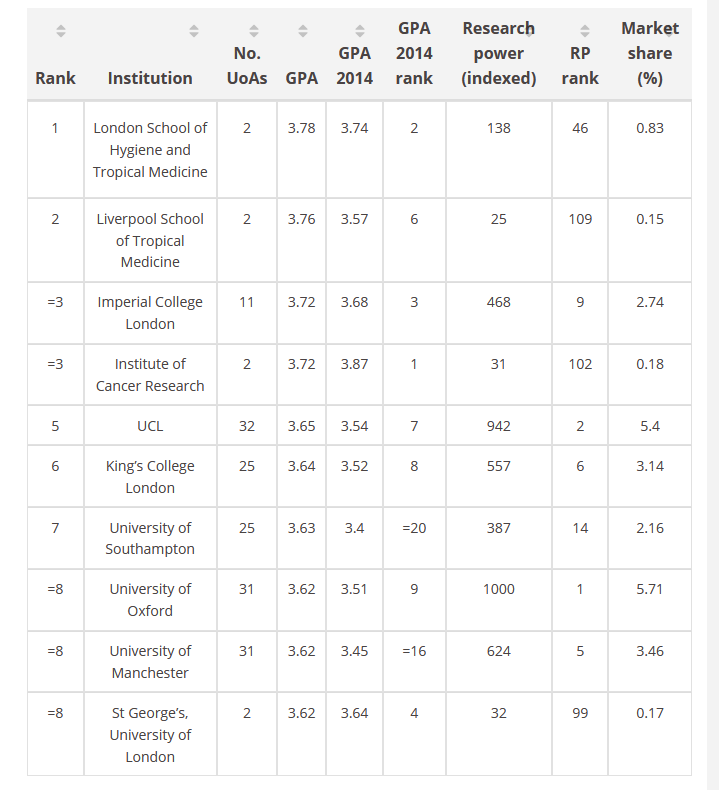 Rank Institution No. UoAs GPA GPA 2014 GPA 2014 rank Research power (indexed) RP rank Market share (%)
1 London School of Hygiene and Tropical Medicine 2 3.78 3.74 2 138 46 0.83
2 Liverpool School of Tropical Medicine 2 3.76 3.57 6 25 109 0.15
=3 Imperial College London 11 3.72 3.68 3 468 9 2.74
=3 Institute of Cancer Research 2 3.72 3.87 1 31 102 0.18
5 UCL 32 3.65 3.54 7 942 2 5.4
6 King’s College London 25 3.64 3.52 8 557 6 3.14
7 University of Southampton 25 3.63 3.4 =20 387 14 2.16
=8 University of Oxford 31 3.62 3.51 9 1000 1 5.71
=8 University of Manchester 31 3.62 3.45 =16 624 5 3.46
=8 St George’s, University of London 2 3.62 3.64 4 32 99 0.17